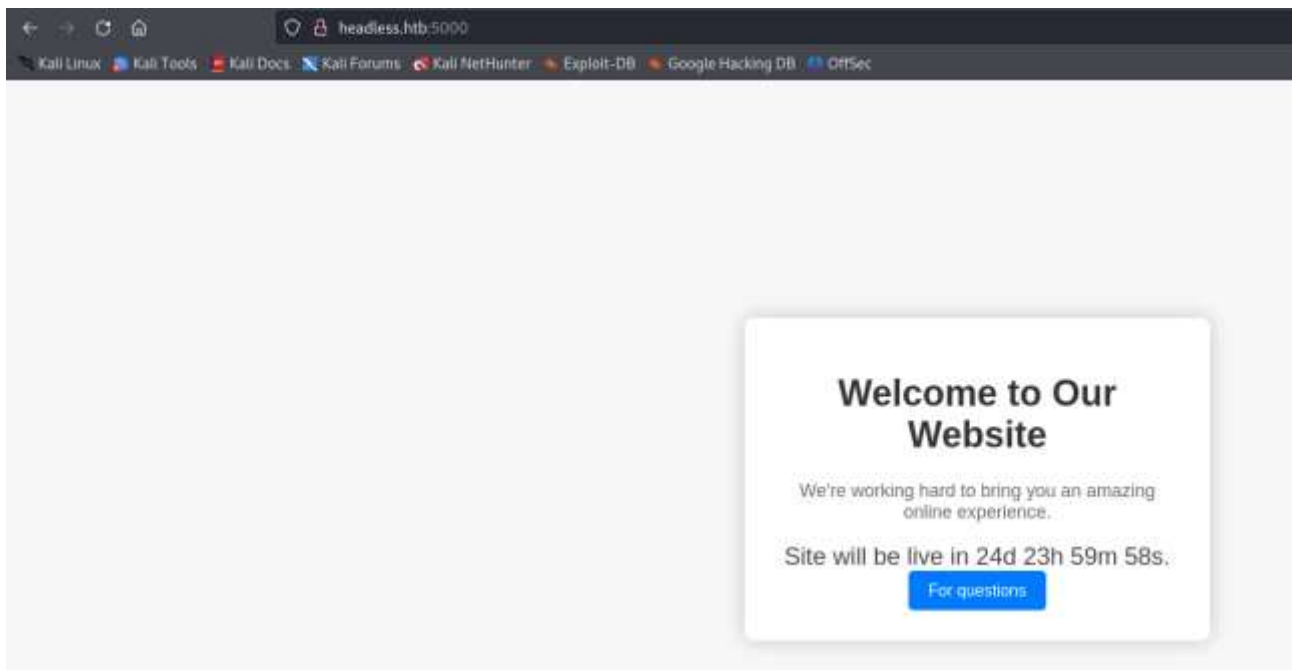 headless.htb:5000
Kali Linux Kali Tools Kali Docs Kali Forums Kali NetHunter Exploit-DB Google Hacking DB OffSec
Welcome to Our
Website
We're working hard to bring you an amazing
online experience.
Site will be live in 24d 23h 59m 58s.
For questions